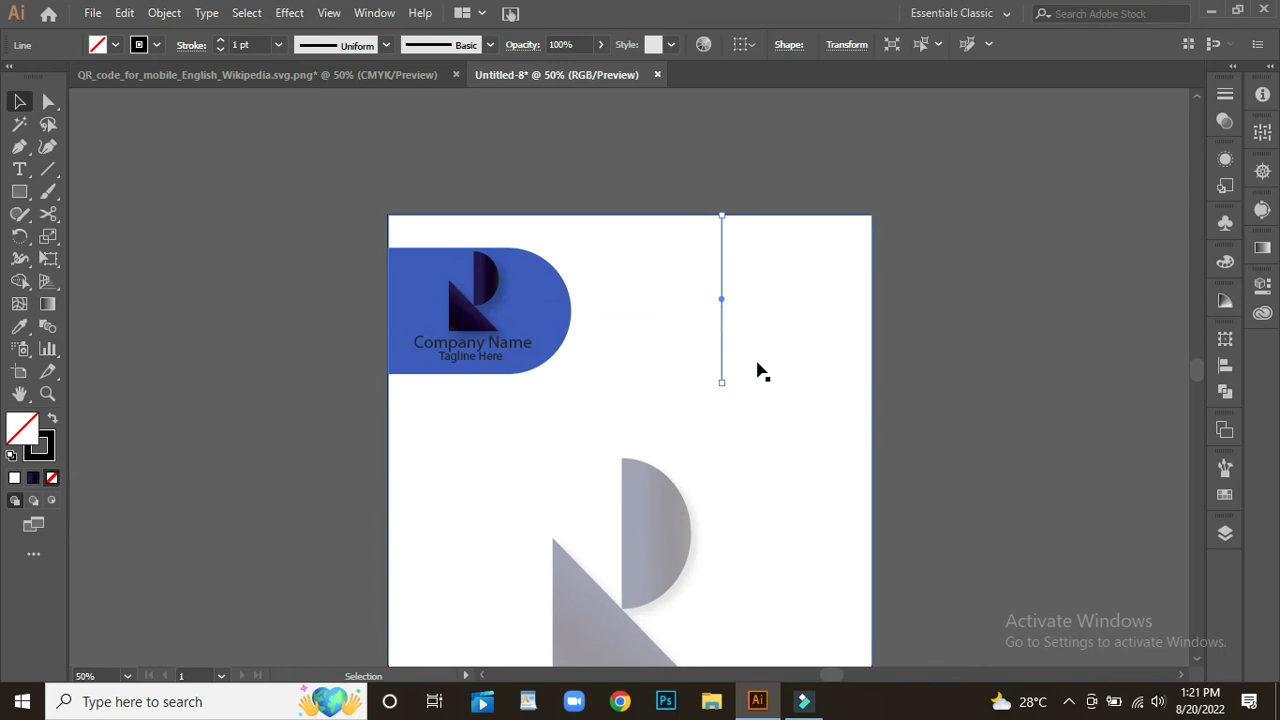 Ai File Edit Object Type Select Effect View Window Help Essentials Classic Search Adobe Stock
Line Stroke: 1 pt Uniform Basic Opacity: 100% Style: Shape: Transform
QR_code_for_mobile_English_Wikipedia.svg.png* @ 50% (CMYK/Preview) × Untitled-8* @ 50% (RGB/Preview) ×
Company Name
Tagline Here
Activate Windows
Go to Settings to activate Windows.
50% 1 Selection
Type here to search Ps Ai 28°C 1:21 PM
8/20/2022